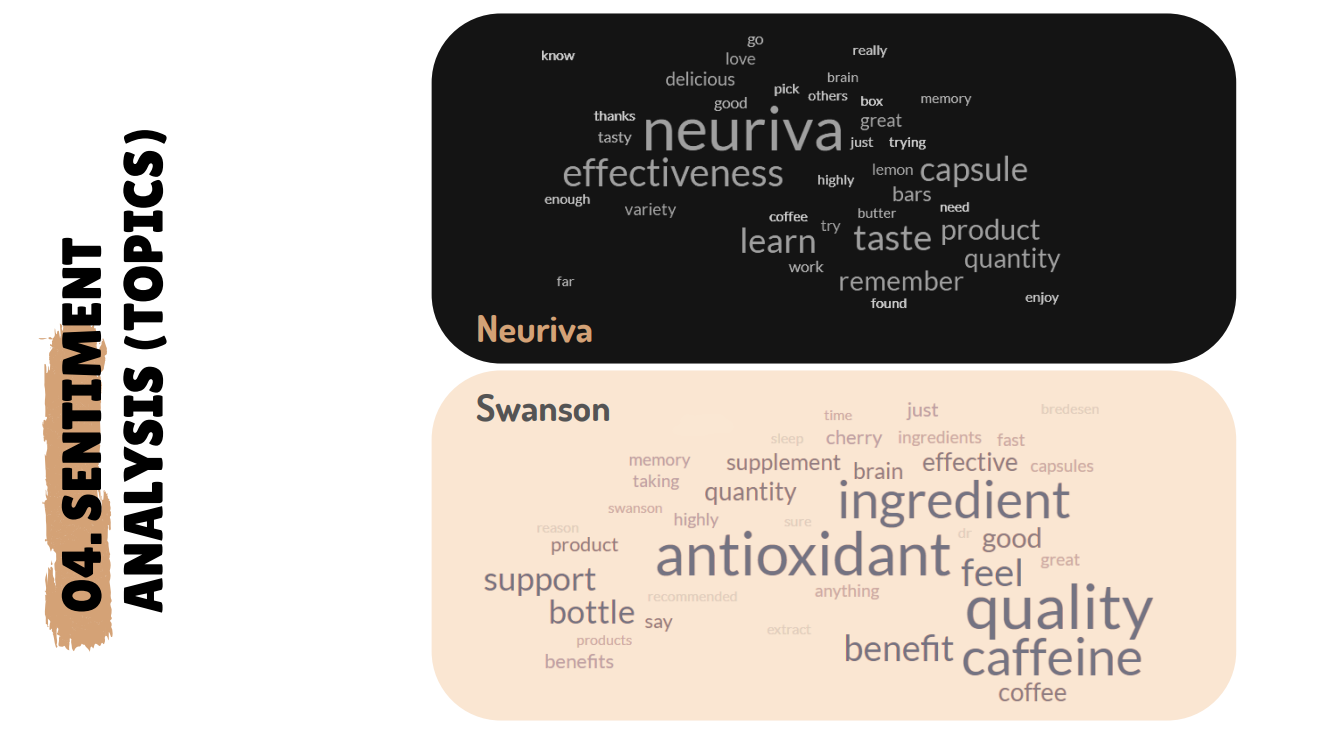 04. SENTIMENT
ANALYSIS (TOPICS)
go
know
really
love
delicious
brain
pick
others
box
memory
good
thanks
neuriva
great
tasty
just
trying
effectiveness
highly
lemon
capsule
bars
enough
variety
coffee
butter
need
try
learn
taste
product
work
quantity
far
remember
found
enjoy
Neuriva
Swanson
time
just
bredesen
sleep
cherry
ingredients
fast
memory
supplement
brain
effective
capsules
taking
quantity
ingredient
swanson
highly
sure
reason
product
antioxidant
dr
good
feel
great
support
anything
recommended
bottle
say
quality
extract
products
benefits
benefit
caffeine
coffee